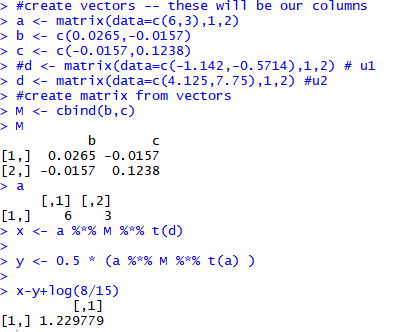 > #create vectors -- these will be our columns
> a <- matrix(data=c(6,3),1,2)
> b <- c(0.0265,-0.0157)
> c <- c(-0.0157,0.1238)
> #d <- matrix(data=c(-1.142,-0.5714),1,2) # u1
> d <- matrix(data=c(4.125,7.75),1,2) #u2
> #create matrix from vectors
> M <- cbind(b,c)
> M
b c
[1,] 0.0265 -0.0157
[2,] -0.0157 0.1238
> a
[,1] [,2]
[1,] 6 3
> x <- a %*% M %*% t(d)
>
> y <- 0.5 * (a %*% M %*% t(a) )
>
> x-y+log(8/15)
[,1]
[1,] 1.229779